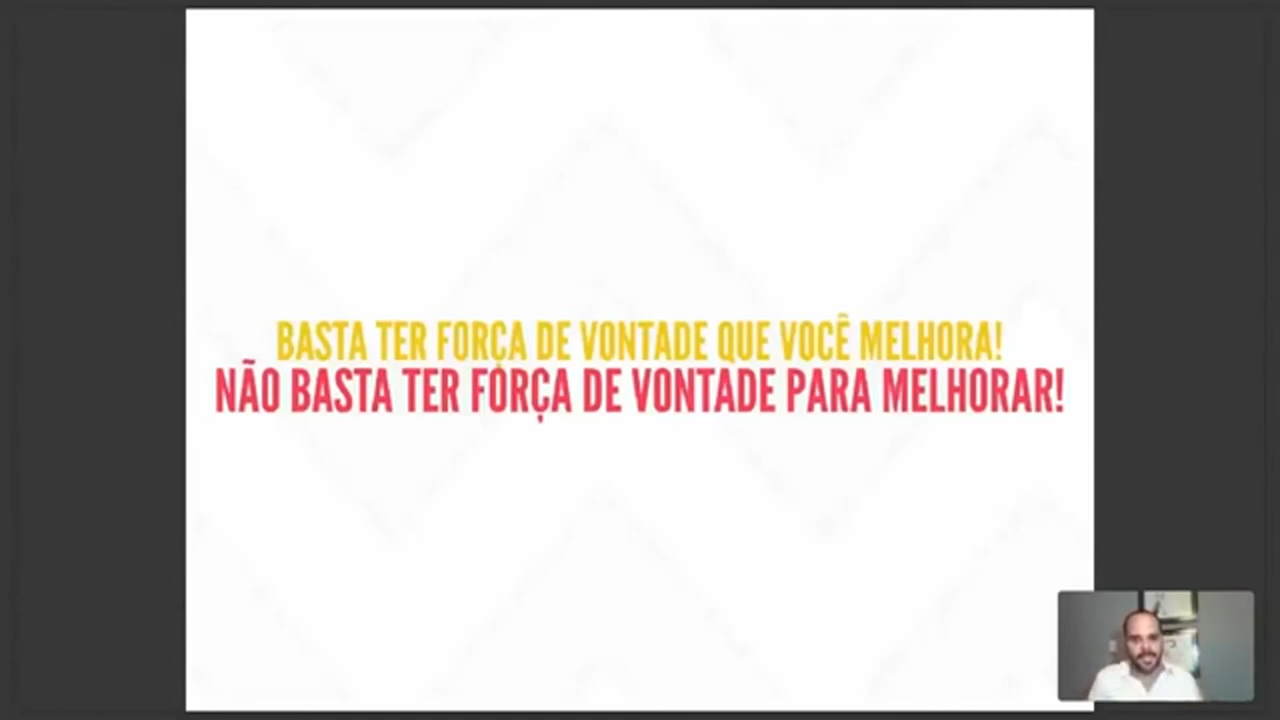 BASTA TER FORÇA DE VONTADE QUE VOCÊ MELHORA!
NÃO BASTA TER FORÇA DE VONTADE PARA MELHORAR!